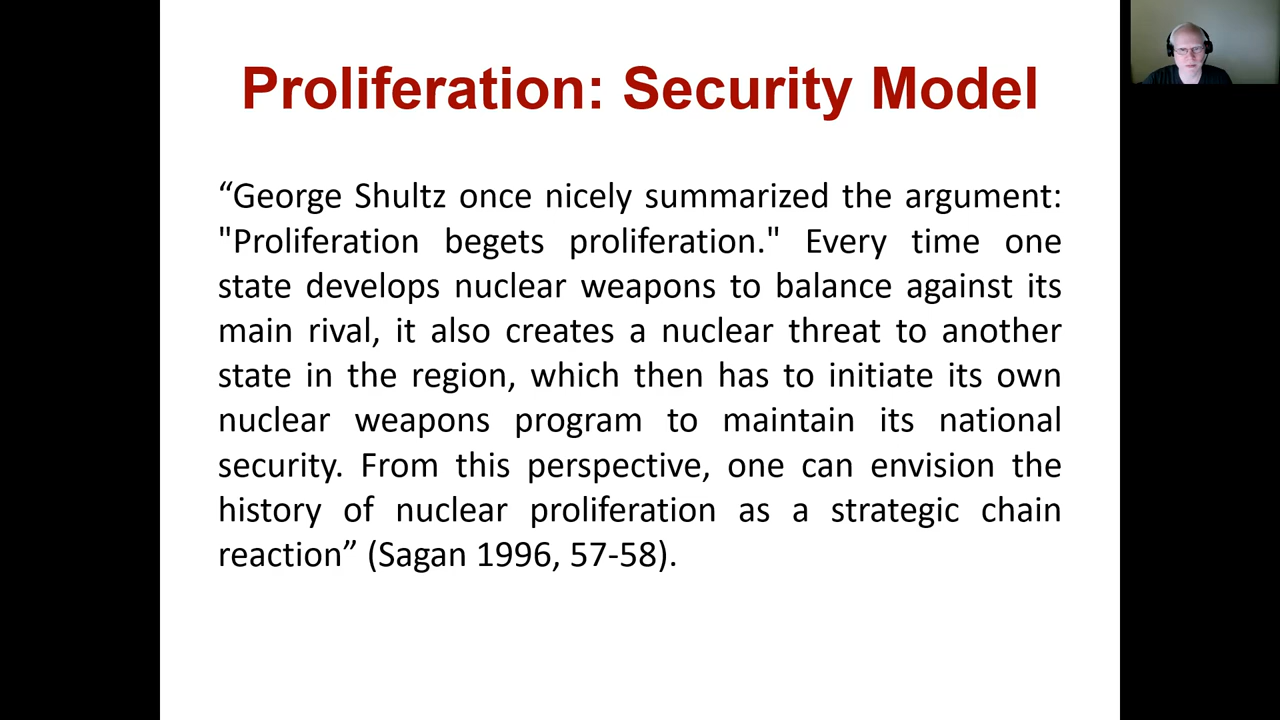 Proliferation: Security Model
“George Shultz once nicely summarized the argument:
"Proliferation begets proliferation." Every time one
state develops nuclear weapons to balance against its
main rival, it also creates a nuclear threat to another
state in the region, which then has to initiate its own
nuclear weapons program to maintain its national
security. From this perspective, one can envision the
history of nuclear proliferation as a strategic chain
reaction” (Sagan 1996, 57-58).